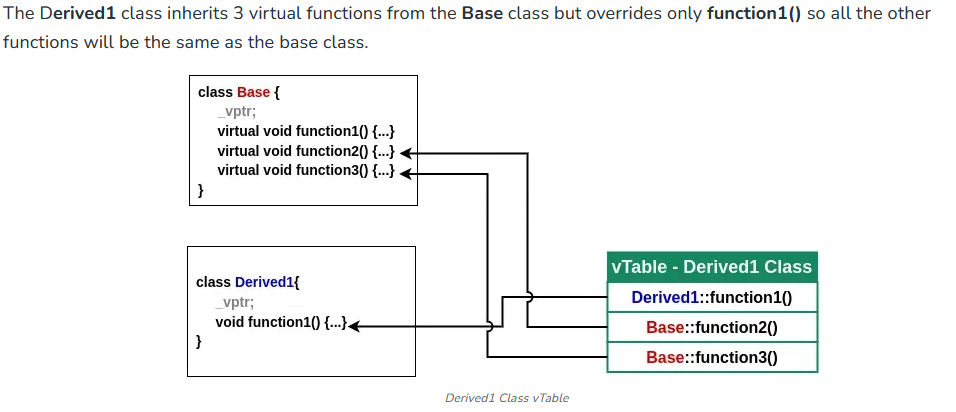 The Derived1 class inherits 3 virtual functions from the Base class but overrides only function1() so all the other
functions will be the same as the base class.
class Base {
_vptr;
virtual void function1() {...}
virtual void function2() {...}
virtual void function3() {...}
}
class Derived1{
_vptr;
void function1() {...}
}
vTable - Derived1 Class
Derived1::function1()
Base::function2()
Base::function3()
Derived1 Class vTable